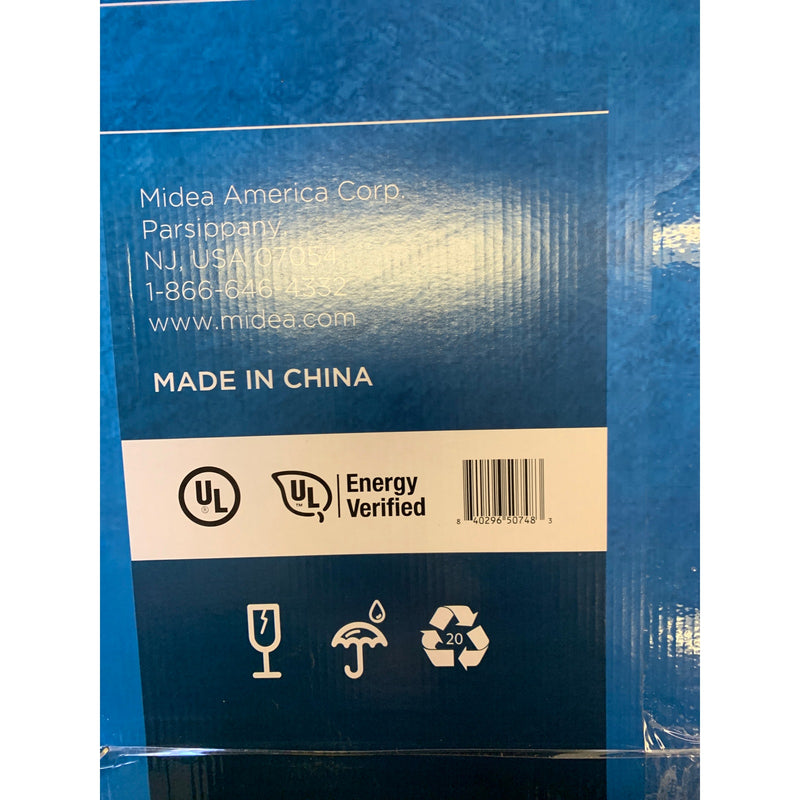 Midea America Corp.
Parsippany,
NJ, USA 07054
1-866-646-4332
www.midea.com
MADE IN CHINA
UL
®
UL
™
Energy
Verified
8 40296 50748 3
20